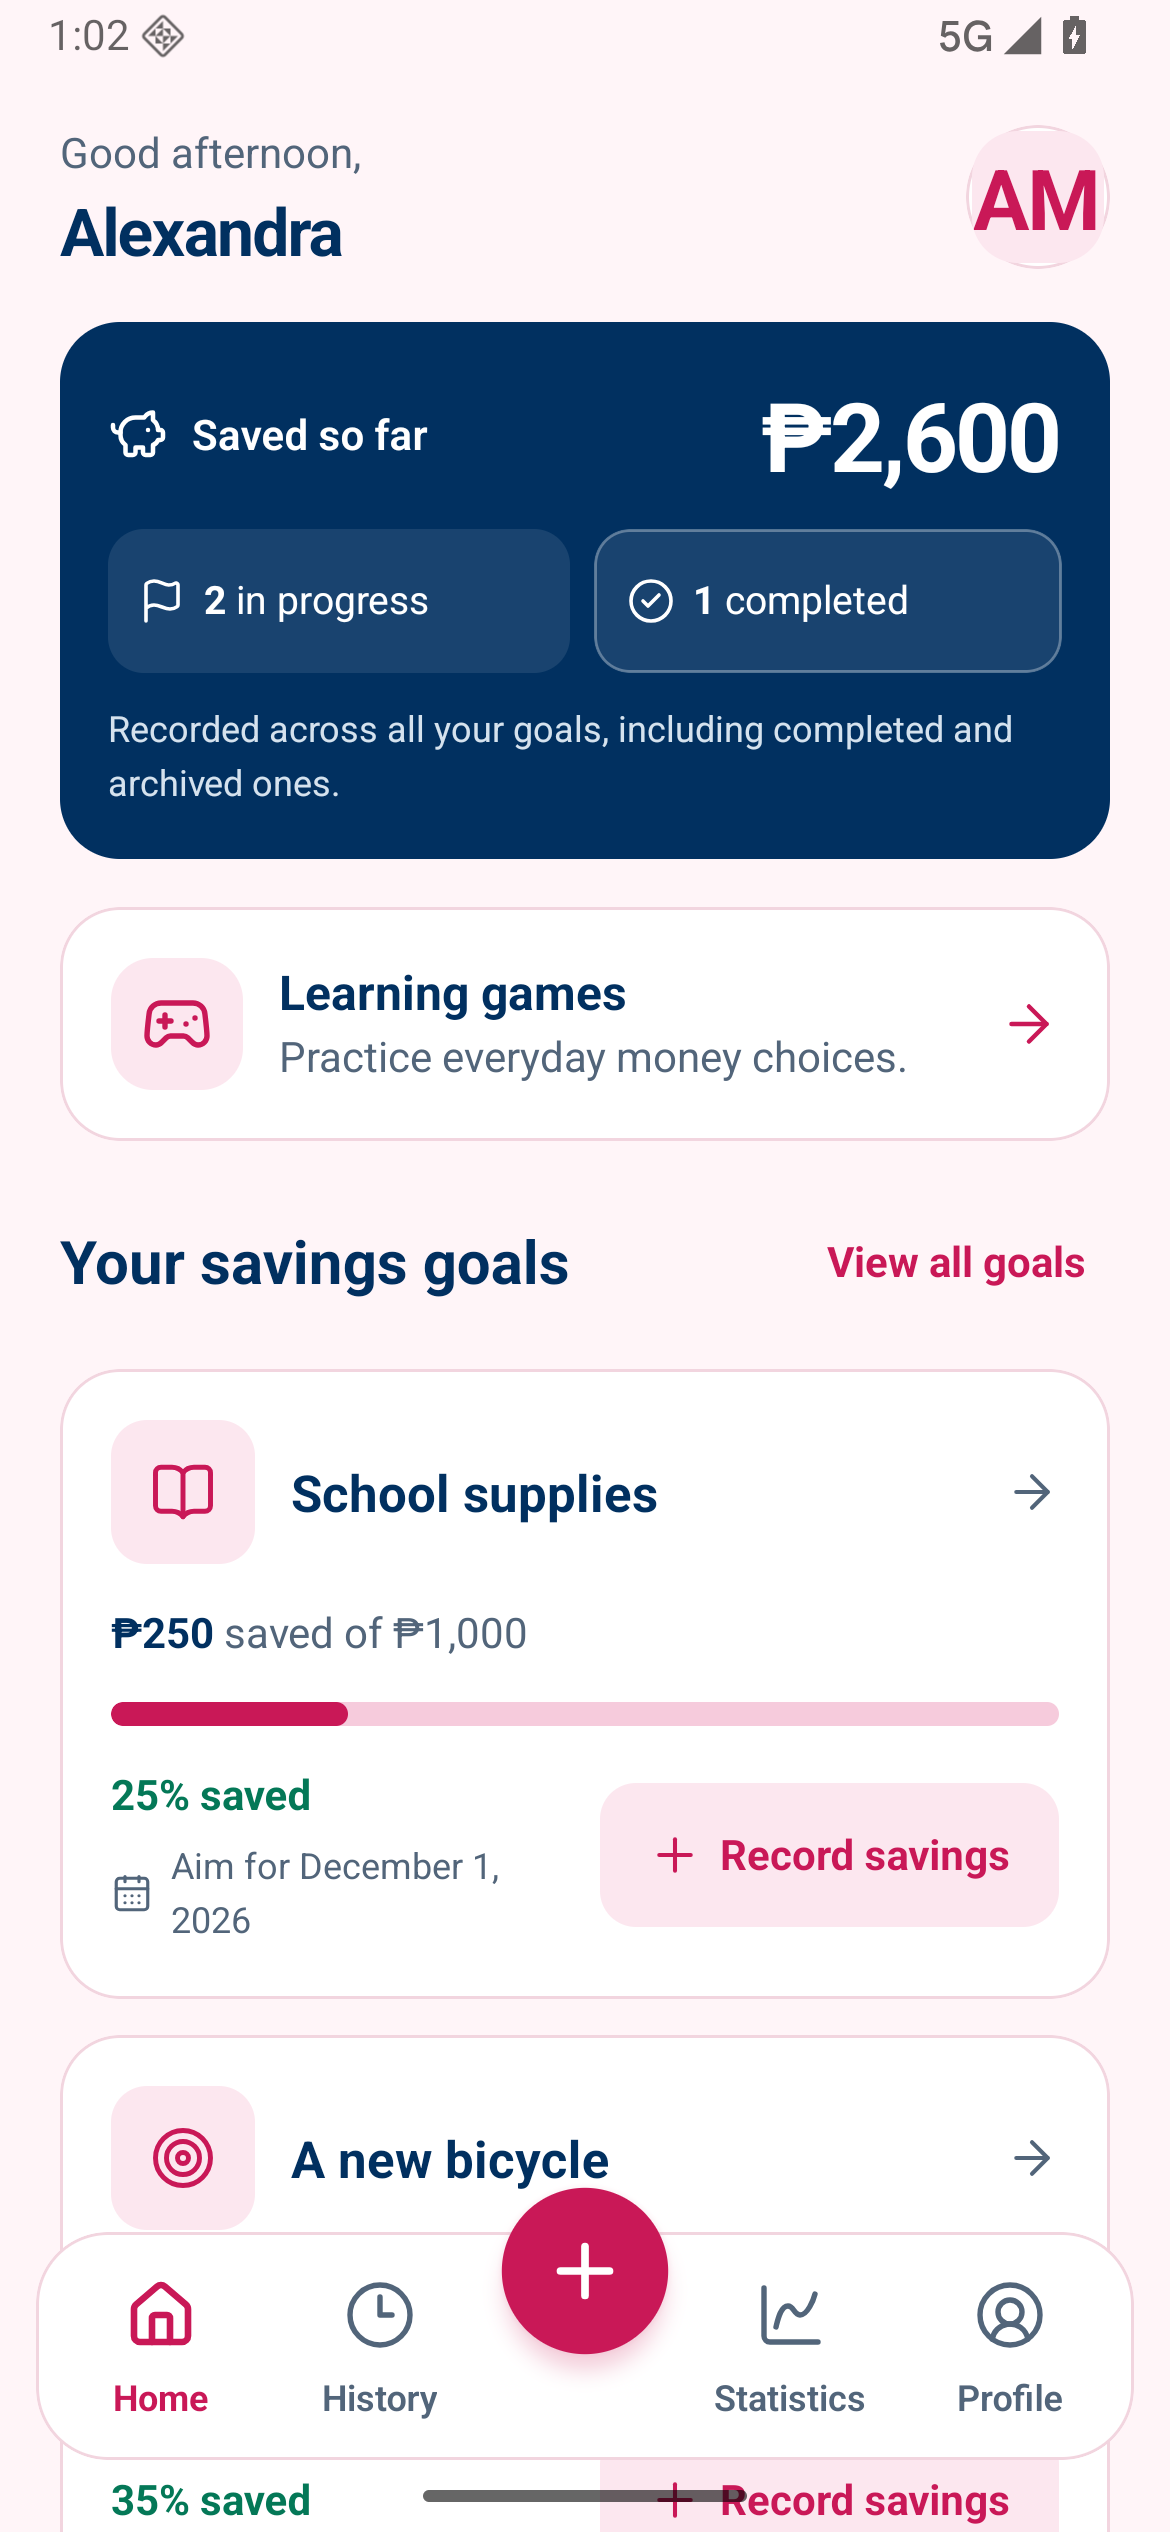 1:02
5G
Good afternoon,
Alexandra
AM
Saved so far
₱2,600
2 in progress
1 completed
Recorded across all your goals, including completed and
archived ones.
Learning games
Practice everyday money choices.
Your savings goals
View all goals
School supplies
₱250 saved of ₱1,000
25% saved
Aim for December 1,
2026
Record savings
A new bicycle
Home
History
Statistics
Profile
35% saved
Record savings